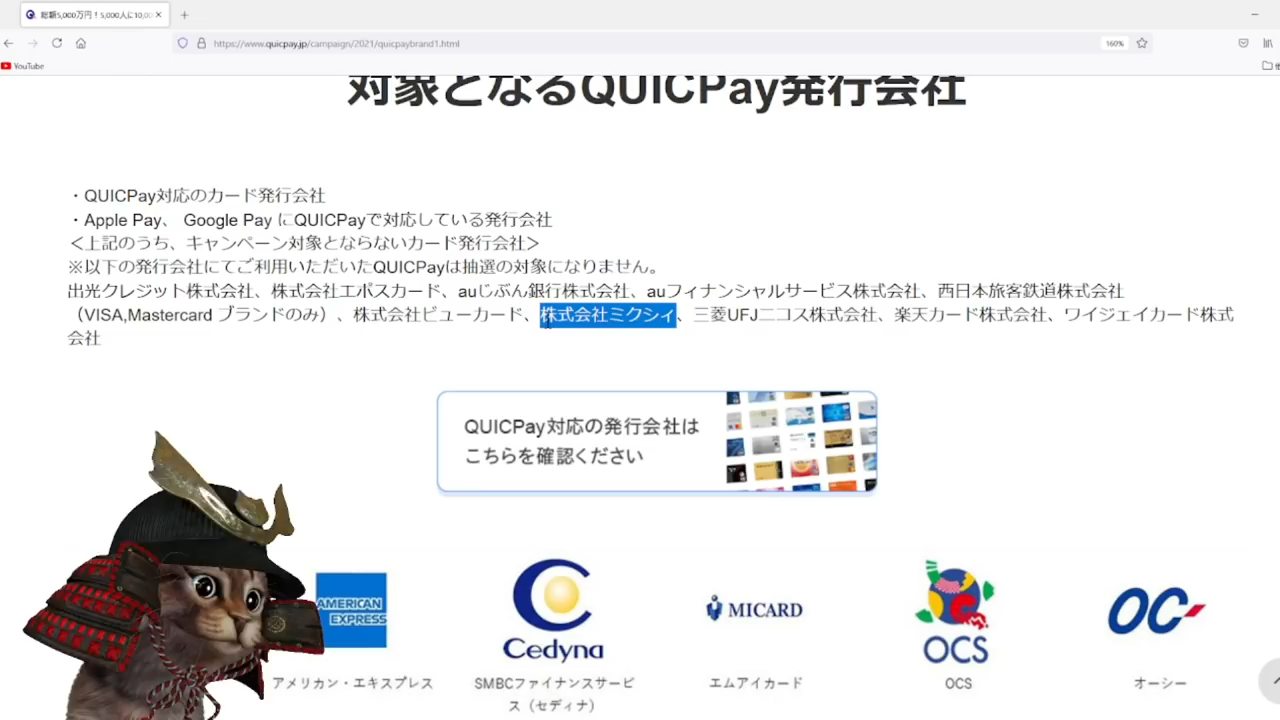 総額5,000万円！5,000人に10,00
https://www.quicpay.jp/campaign/2021/quicpaybrand1.html
160%
YouTube
対象となるQUICPay発行会社
・QUICPay対応のカード発行会社
・Apple Pay、 Google Pay にQUICPayで対応している発行会社
＜上記のうち、キャンペーン対象とならないカード発行会社＞
※以下の発行会社にてご利用いただいたQUICPayは抽選の対象になりません。
出光クレジット株式会社、株式会社エポスカード、auじぶん銀行株式会社、auフィナンシャルサービス株式会社、西日本旅客鉄道株式会社
（VISA,Mastercard ブランドのみ）、株式会社ビューカード、株式会社ミクシィ、三菱UFJニコス株式会社、楽天カード株式会社、ワイジェイカード株式
会社
QUICPay対応の発行会社は
こちらを確認ください
AMERICAN
EXPRESS
Cedyna
MICARD
OCS
OC
アメリカン・エキスプレス
SMBCファイナンスサービ
ス（セディナ）
エムアイカード
OCS
オーシー